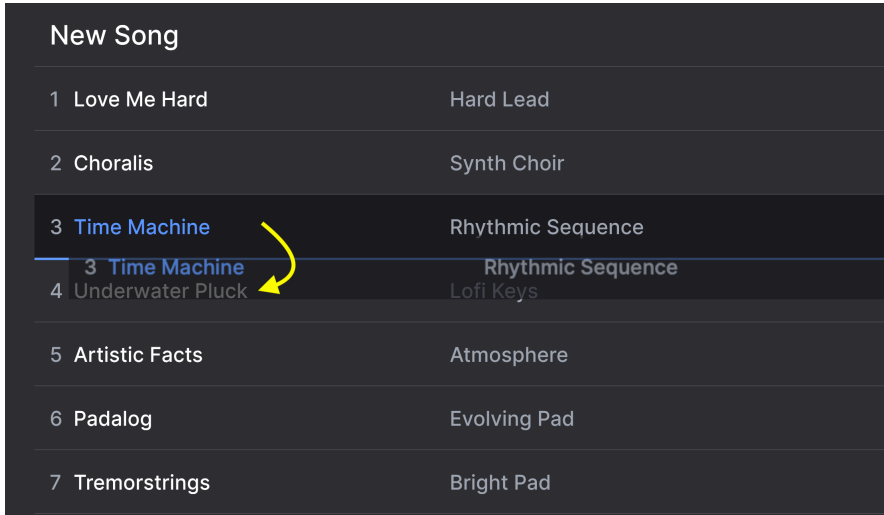 New Song
1 Love Me Hard Hard Lead
2 Choralis Synth Choir
3 Time Machine Rhythmic Sequence
3 Time Machine Rhythmic Sequence
4 Underwater Pluck Lofi Keys
5 Artistic Facts Atmosphere
6 Padalog Evolving Pad
7 Tremorstrings Bright Pad